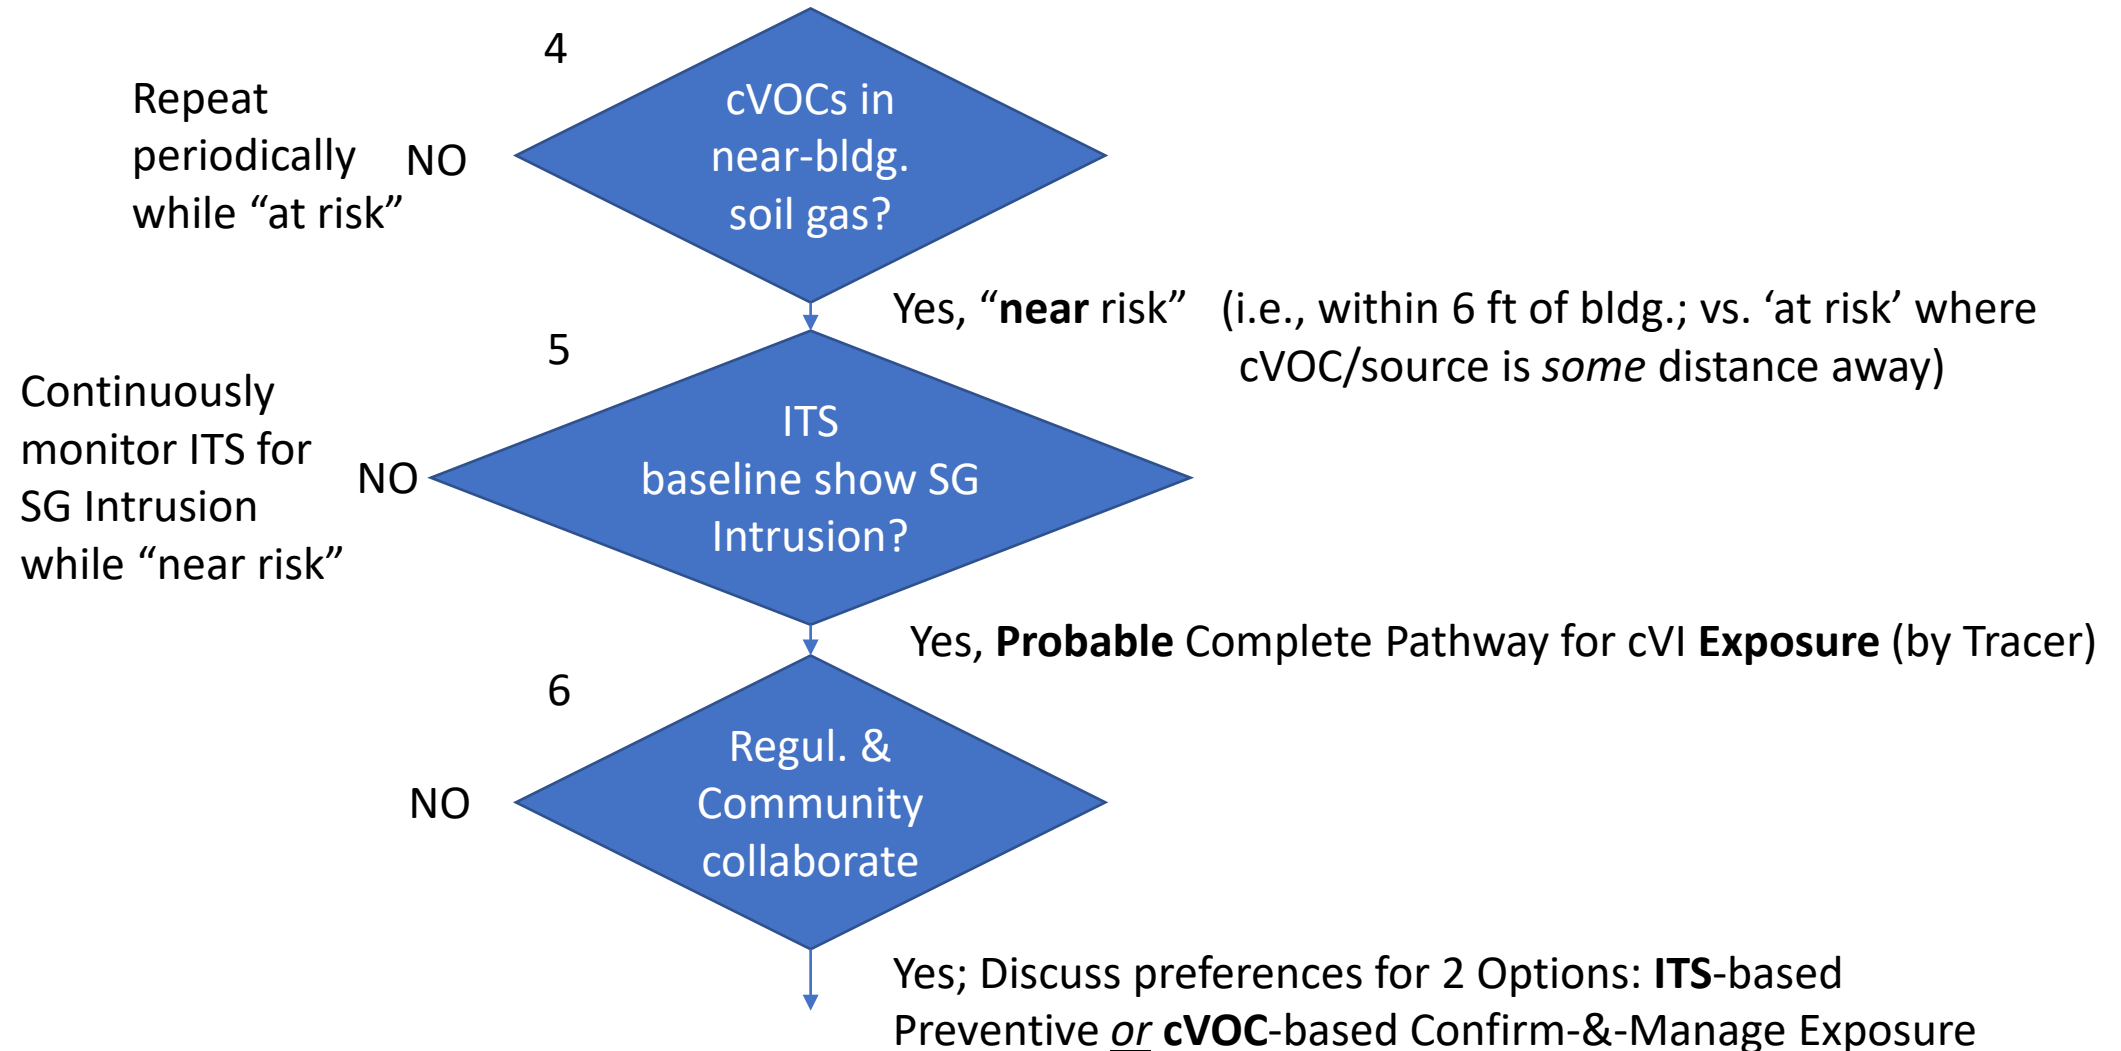 4
Repeat
periodically
while “at risk”
NO
cVOCs in
near-bldg.
soil gas?
Yes, “near risk” (i.e., within 6 ft of bldg.; vs. ‘at risk’ where
cVOC/source is some distance away)
5
Continuously
monitor ITS for
SG Intrusion
while “near risk”
NO
ITS
baseline show SG
Intrusion?
Yes, Probable Complete Pathway for cVI Exposure (by Tracer)
6
NO
Regul. &
Community
collaborate
Yes; Discuss preferences for 2 Options: ITS-based
Preventive or cVOC-based Confirm-&-Manage Exposure